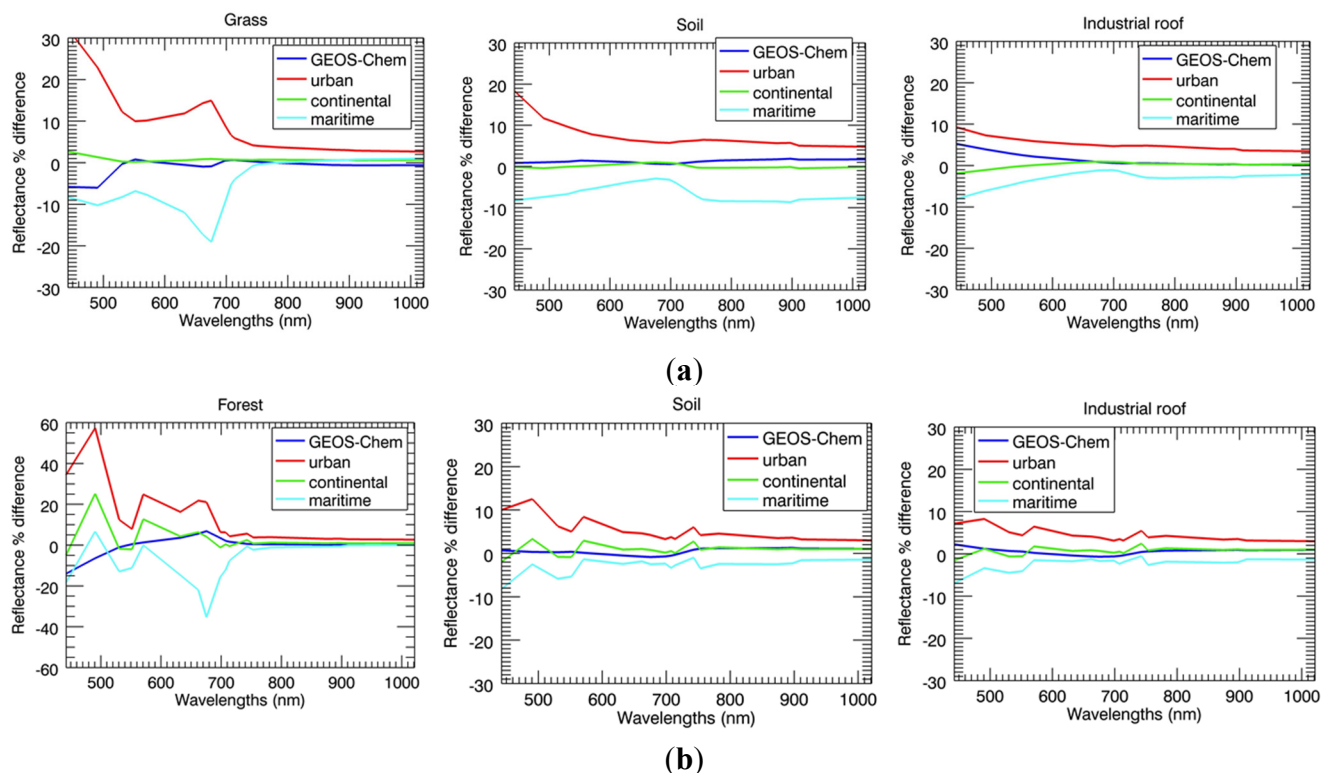 Grass
Reflectance % difference
30
20
10
0
-10
-20
-30
GEOS-Chem
urban
continental
maritime
500 600 700 800 900 1000
Wavelengths (nm)
Soil
Reflectance % difference
30
20
10
0
-10
-20
-30
GEOS-Chem
urban
continental
maritime
500 600 700 800 900 1000
Wavelengths (nm)
Industrial roof
Reflectance % difference
30
20
10
0
-10
-20
-30
GEOS-Chem
urban
continental
maritime
500 600 700 800 900 1000
Wavelengths (nm)
(a)
Forest
Reflectance % difference
60
40
20
0
-20
-40
-60
GEOS-Chem
urban
continental
maritime
500 600 700 800 900 1000
Wavelengths (nm)
Soil
Reflectance % difference
30
20
10
0
-10
-20
-30
GEOS-Chem
urban
continental
maritime
500 600 700 800 900 1000
Wavelengths (nm)
Industrial roof
Reflectance % difference
30
20
10
0
-10
-20
-30
GEOS-Chem
urban
continental
maritime
500 600 700 800 900 1000
Wavelengths (nm)
(b)